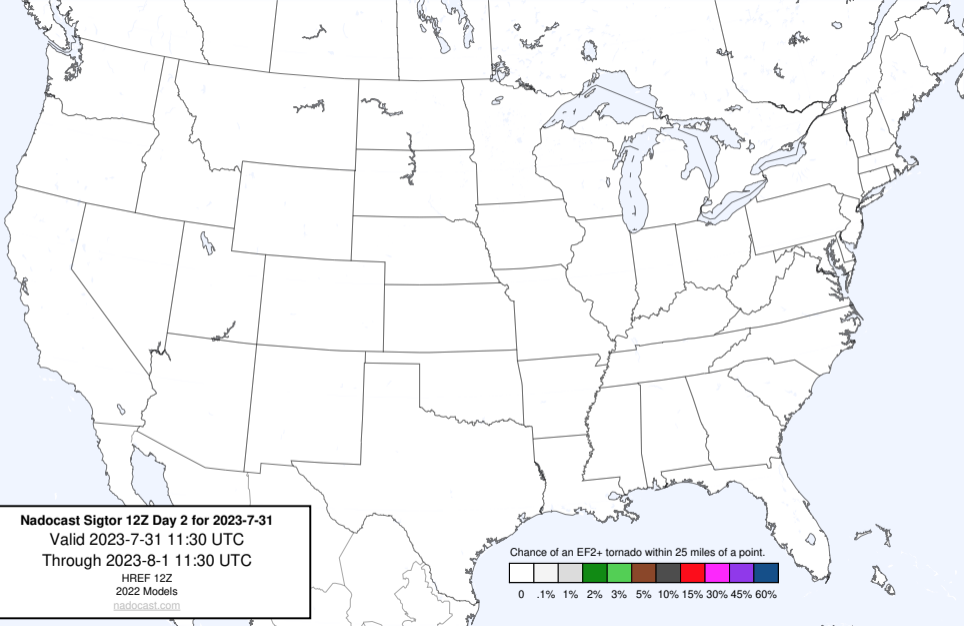 Nadocast Sigtor 12Z Day 2 for 2023-7-31
Valid 2023-7-31 11:30 UTC
Through 2023-8-1 11:30 UTC
HREF 12Z
2022 Models
nadocast.com
Chance of an EF2+ tornado within 25 miles of a point.
0 .1% 1% 2% 3% 5% 10% 15% 30% 45% 60%